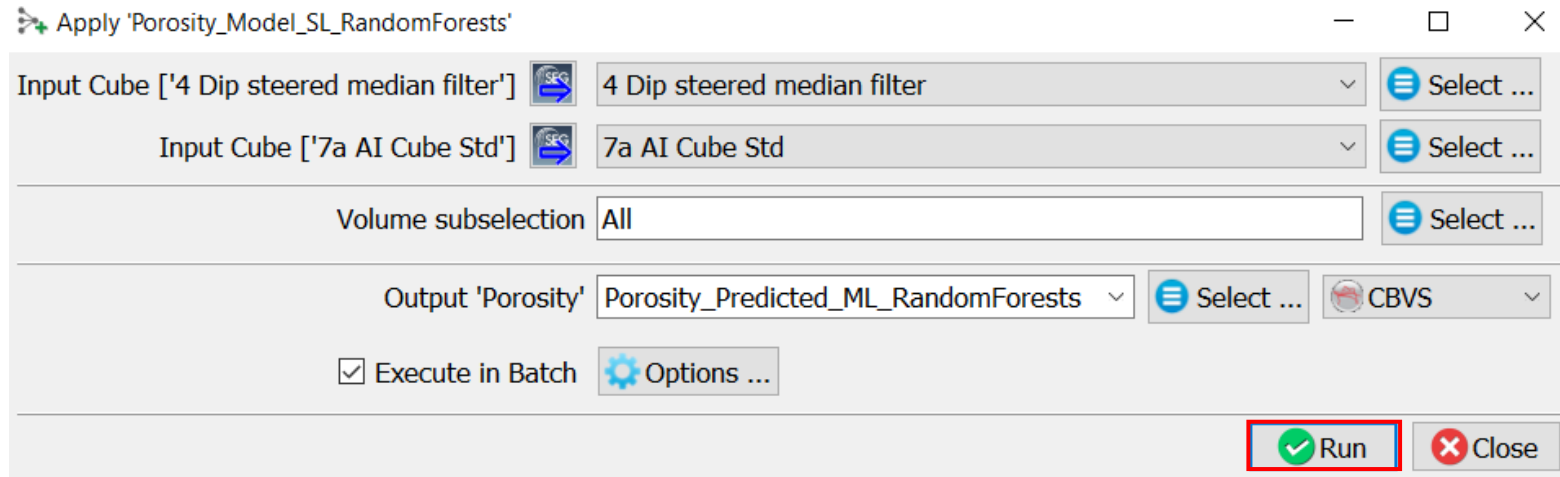 Apply 'Porosity_Model_SL_RandomForests'
Input Cube ['4 Dip steered median filter'] SEG 4 Dip steered median filter Select ...
Input Cube ['7a AI Cube Std'] SEG 7a AI Cube Std Select ...
Volume subselection All Select ...
Output 'Porosity' Porosity_Predicted_ML_RandomForests Select ... CBVS
Execute in Batch Options ...
Run Close